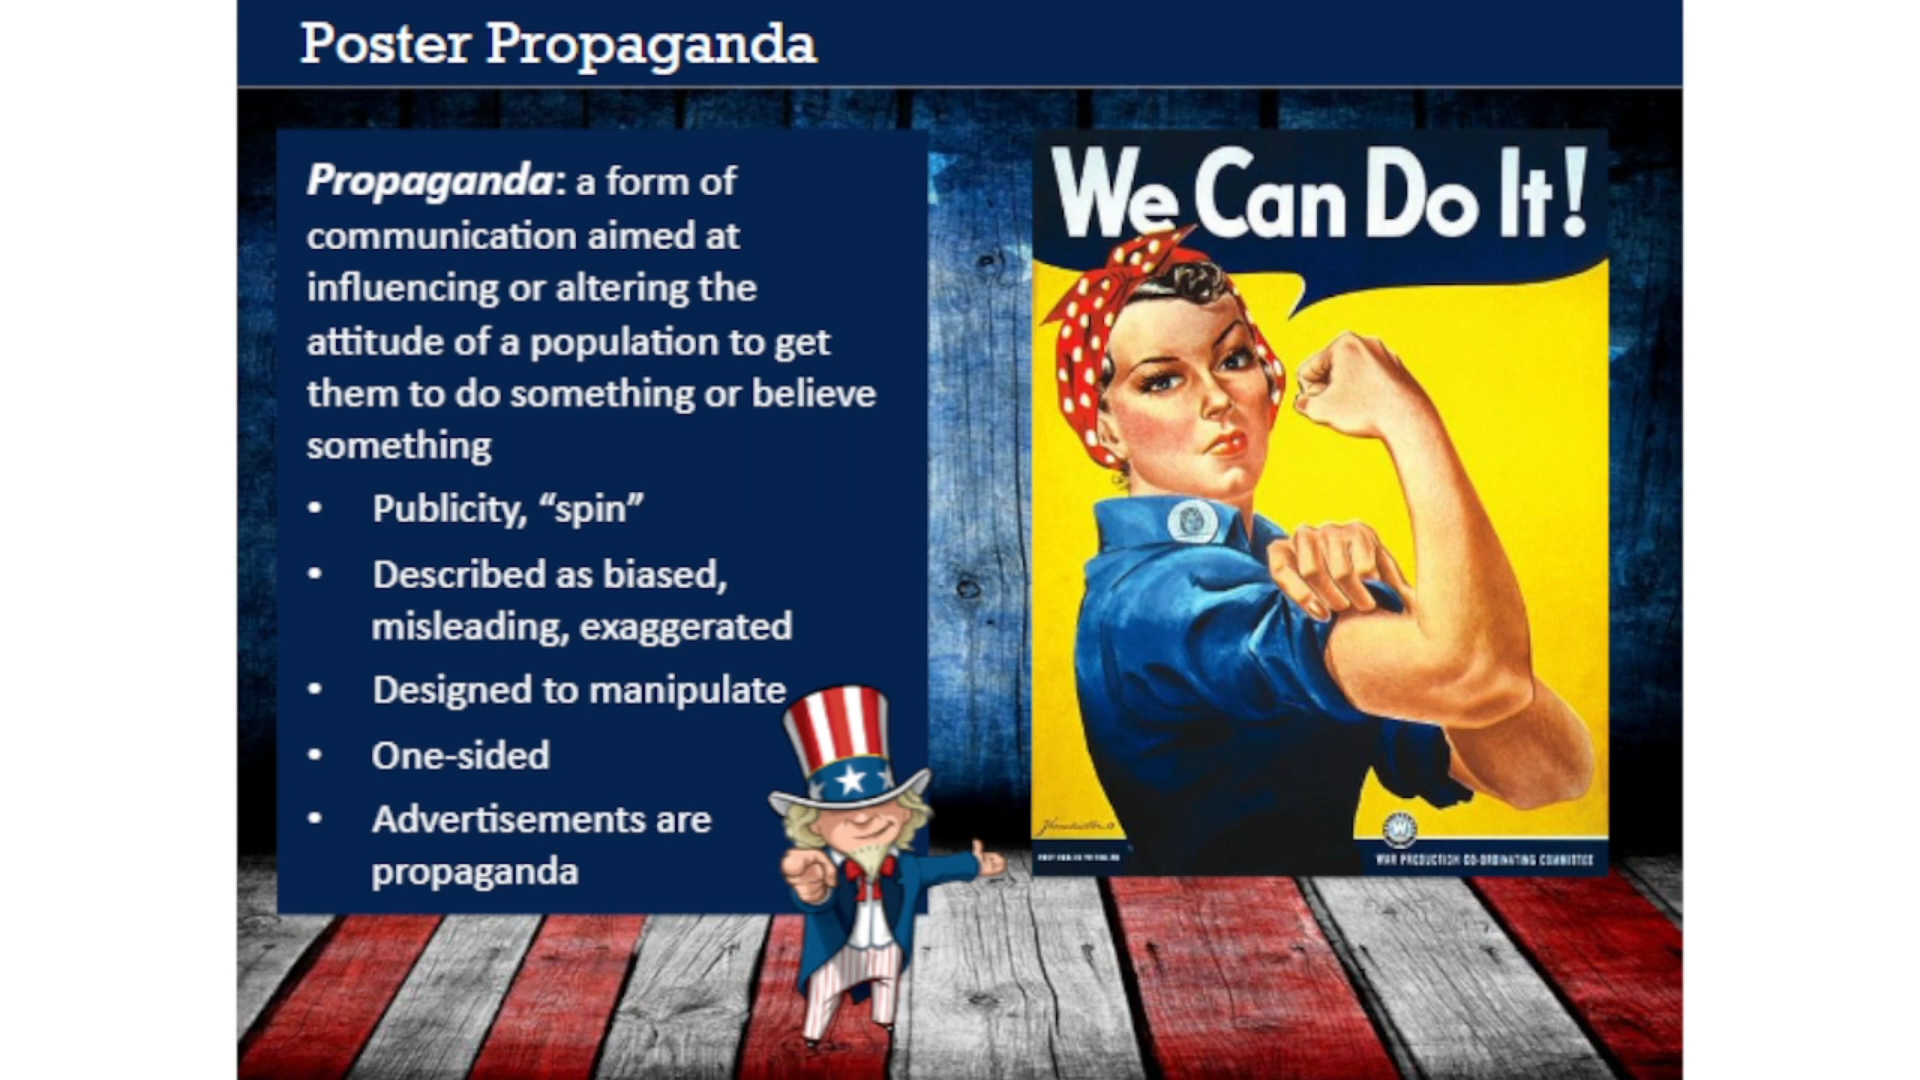 Poster Propaganda
Propaganda: a form of
communication aimed at
influencing or altering the
attitude of a population to get
them to do something or believe
something
• Publicity, “spin”
• Described as biased,
misleading, exaggerated
• Designed to manipulate
• One-sided
• Advertisements are
propaganda
We Can Do It!
W
WAR PRODUCTION CO-ORDINATING COMMITTEE